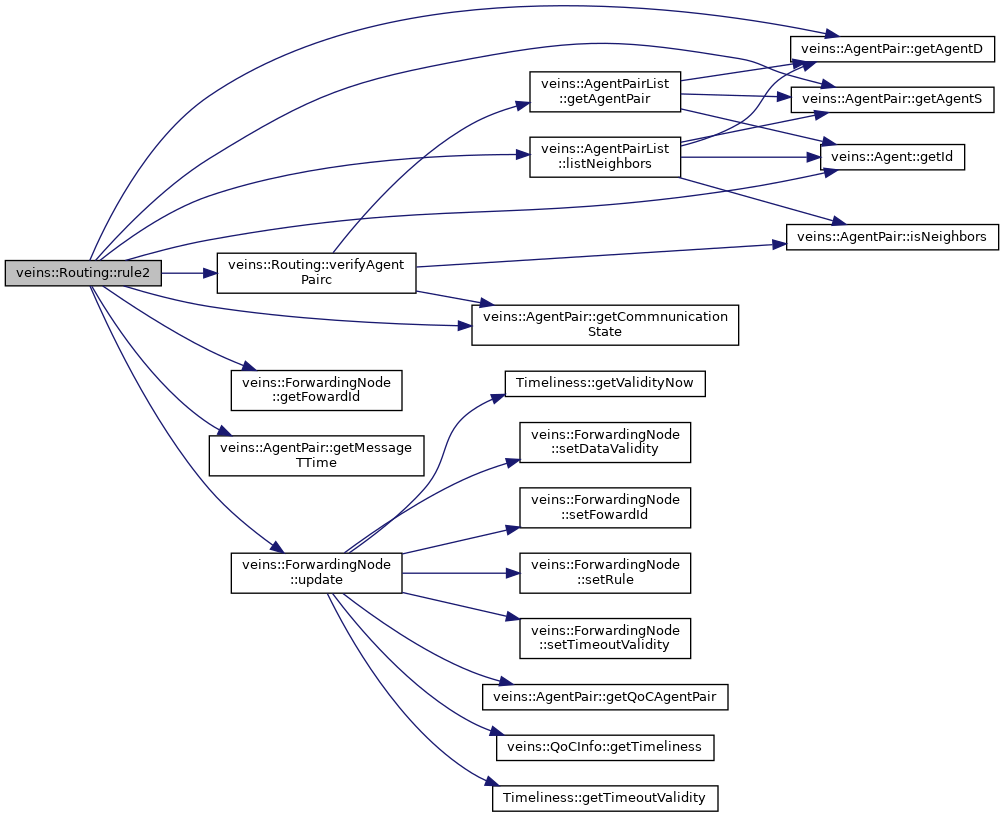 veins::AgentPair::getAgentD
veins::AgentPairList
::getAgentPair
veins::AgentPair::getAgentS
veins::AgentPairList
::listNeighbors
veins::Agent::getId
veins::AgentPair::isNeighbors
veins::Routing::rule2
veins::Routing::verifyAgent
Pairc
veins::AgentPair::getCommnunication
State
veins::ForwardingNode
::getFowardId
Timeliness::getValidityNow
veins::AgentPair::getMessage
TTime
veins::ForwardingNode
::setDataValidity
veins::ForwardingNode
::setFowardId
veins::ForwardingNode
::update
veins::ForwardingNode
::setRule
veins::ForwardingNode
::setTimeoutValidity
veins::AgentPair::getQoCAgentPair
veins::QoCInfo::getTimeliness
Timeliness::getTimeoutValidity